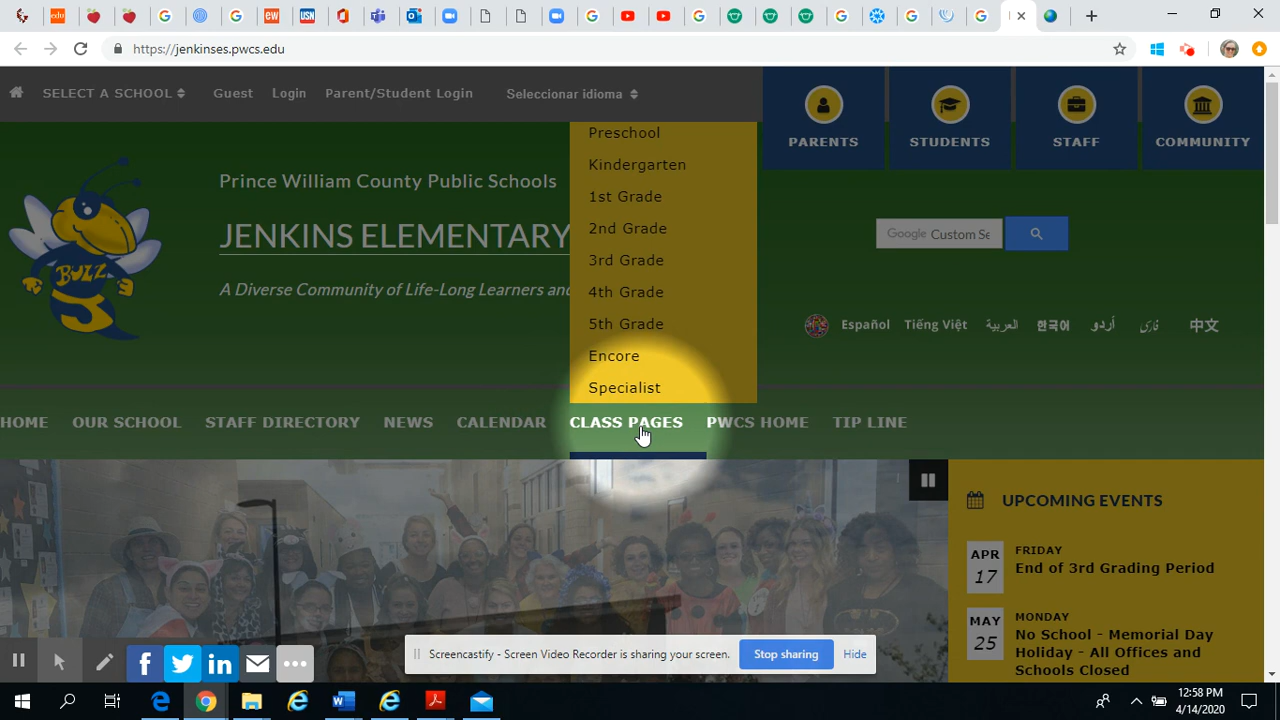 https://jenkinses.pwcs.edu
SELECT A SCHOOL
Guest
Login
Parent/Student Login
Seleccionar idioma
PARENTS
STUDENTS
STAFF
COMMUNITY
Preschool
Kindergarten
1st Grade
2nd Grade
3rd Grade
4th Grade
5th Grade
Encore
Specialist
Prince William County Public Schools
JENKINS ELEMENTARY
A Diverse Community of Life-Long Learners and
BUZZ
Google Custom Se
Español
Tiếng Việt
العربية
한국어
اُردو
فارسی
中文
HOME
OUR SCHOOL
STAFF DIRECTORY
NEWS
CALENDAR
CLASS PAGES
PWCS HOME
TIP LINE
UPCOMING EVENTS
APR
17
FRIDAY
End of 3rd Grading Period
MAY
25
MONDAY
No School - Memorial Day
Holiday - All Offices and
Schools Closed
Screencastify - Screen Video Recorder is sharing your screen.
Stop sharing
Hide
12:58 PM
4/14/2020